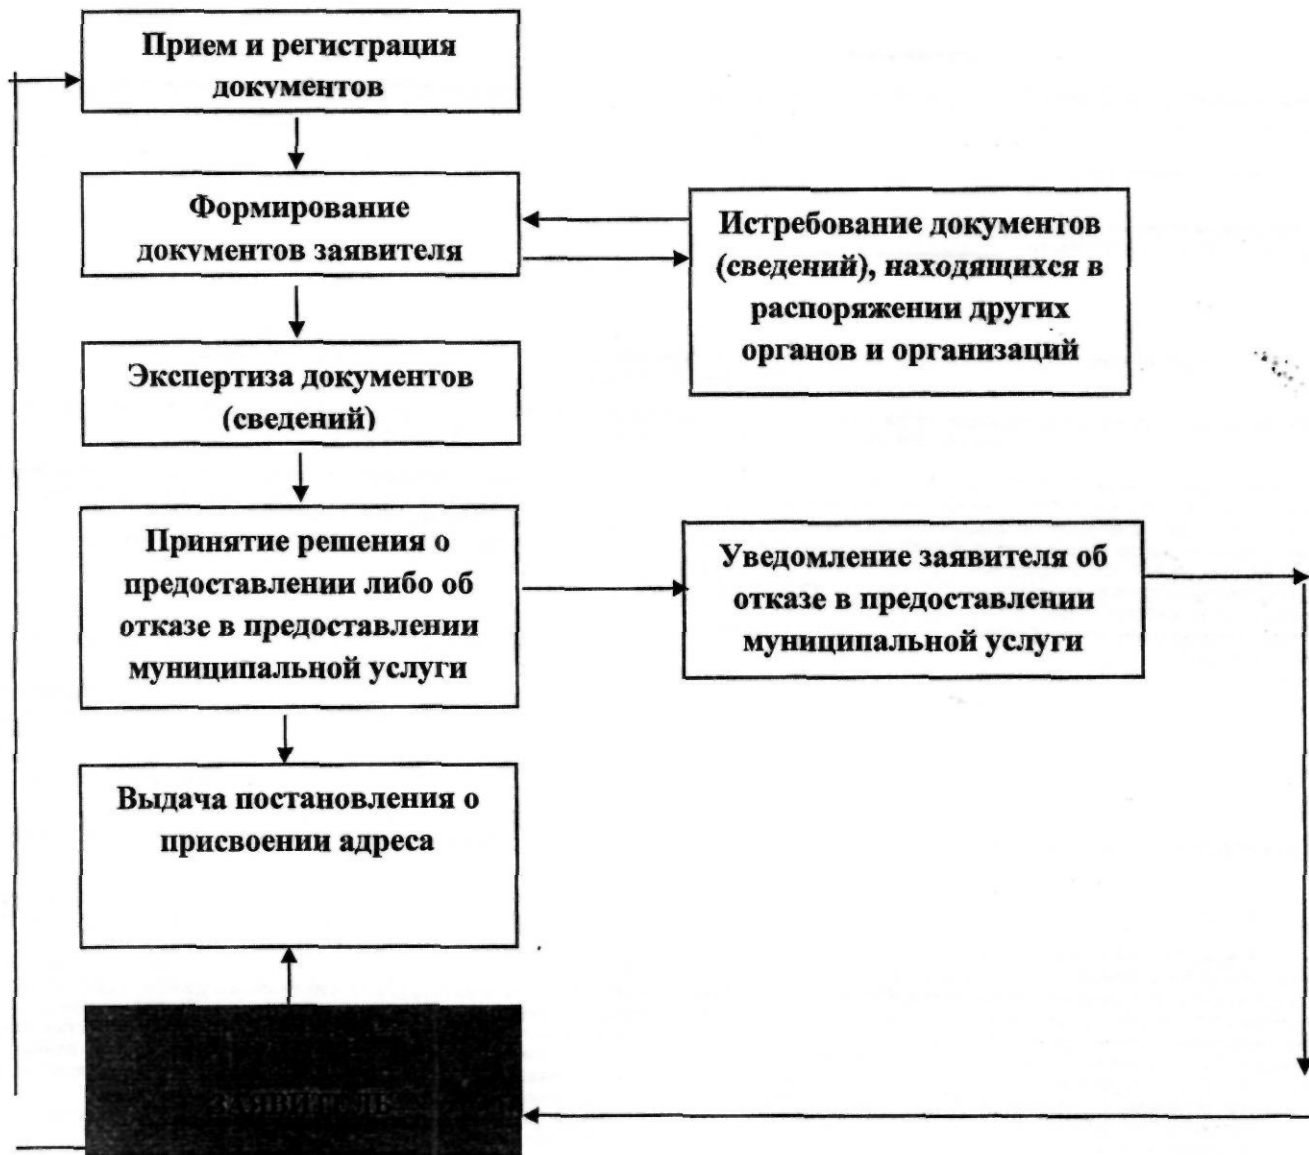 Прием и регистрация
документов
Формирование
документов заявителя
Истребование документов
(сведений), находящихся в
распоряжении других
органов и организаций
Экспертиза документов
(сведений)
Принятие решения о
предоставлении либо об
отказе в предоставлении
муниципальной услуги
Уведомление заявителя об
отказе в предоставлении
муниципальной услуги
Выдача постановления о
присвоении адреса
ЗАЯВИТЕЛЬ